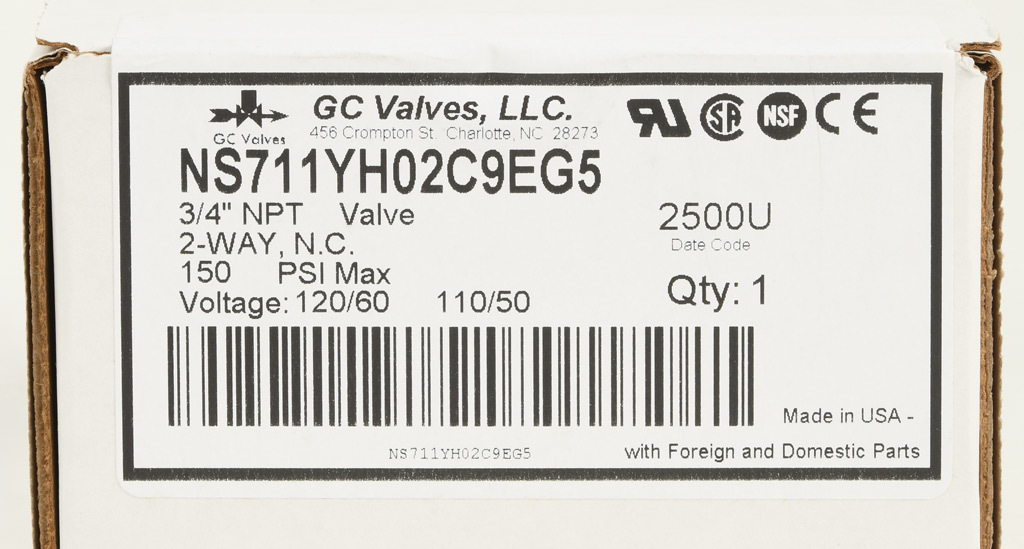 GC Valves
GC Valves, LLC.
456 Crompton St. Charlotte, NC 28273
NSF
CE
NS711YH02C9EG5
3/4" NPT Valve
2-WAY, N.C.
150 PSI Max
Voltage: 120/60 110/50
2500U
Date Code
Qty: 1
Made in USA -
with Foreign and Domestic Parts
NS711YH02C9EG5